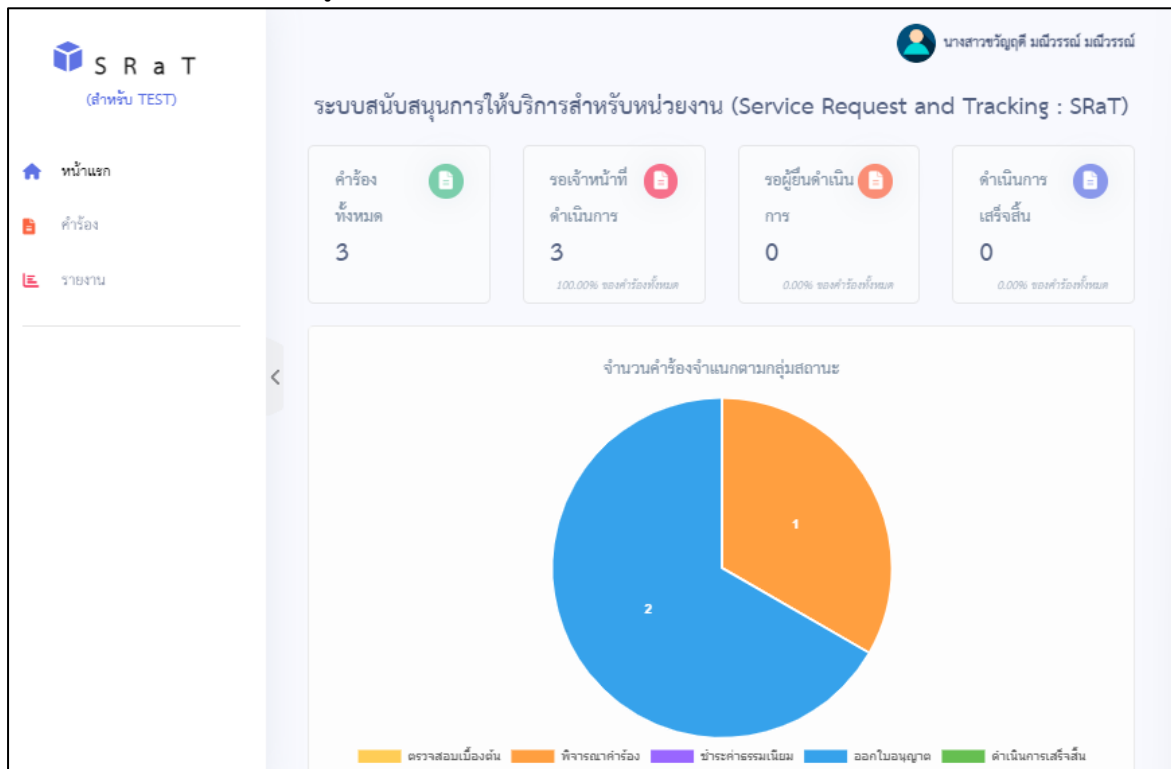 นางสาวขวัญฤดี มณีวรรณ์ มณีวรรณ์
S R a T
(สำหรับ TEST)
ระบบสนับสนุนการให้บริการสำหรับหน่วยงาน (Service Request and Tracking : SRaT)
หน้าแรก
คำร้อง
รายงาน
คำร้อง
ทั้งหมด
3
รอเจ้าหน้าที่
ดำเนินการ
3
100.00% ของคำร้องทั้งหมด
รอผู้ยื่นดำเนิน
การ
0
0.00% ของคำร้องทั้งหมด
ดำเนินการ
เสร็จสิ้น
0
0.00% ของคำร้องทั้งหมด
จำนวนคำร้องจำแนกตามกลุ่มสถานะ
1
2
ตรวจสอบเบื้องต้น พิจารณาคำร้อง ชำระค่าธรรมเนียม ออกใบอนุญาต ดำเนินการเสร็จสิ้น